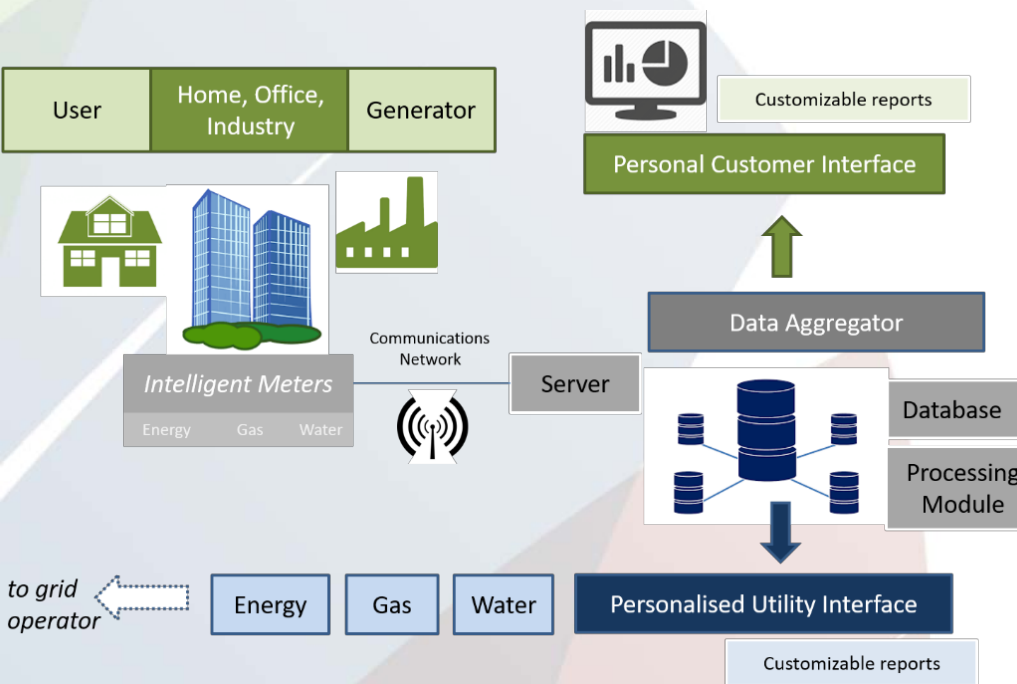 User
Home, Office,
Industry
Generator
Customizable reports
Personal Customer Interface
Data Aggregator
Communications
Network
Intelligent Meters
Energy Gas Water
Server
Database
Processing
Module
to grid
operator
Energy
Gas
Water
Personalised Utility Interface
Customizable reports